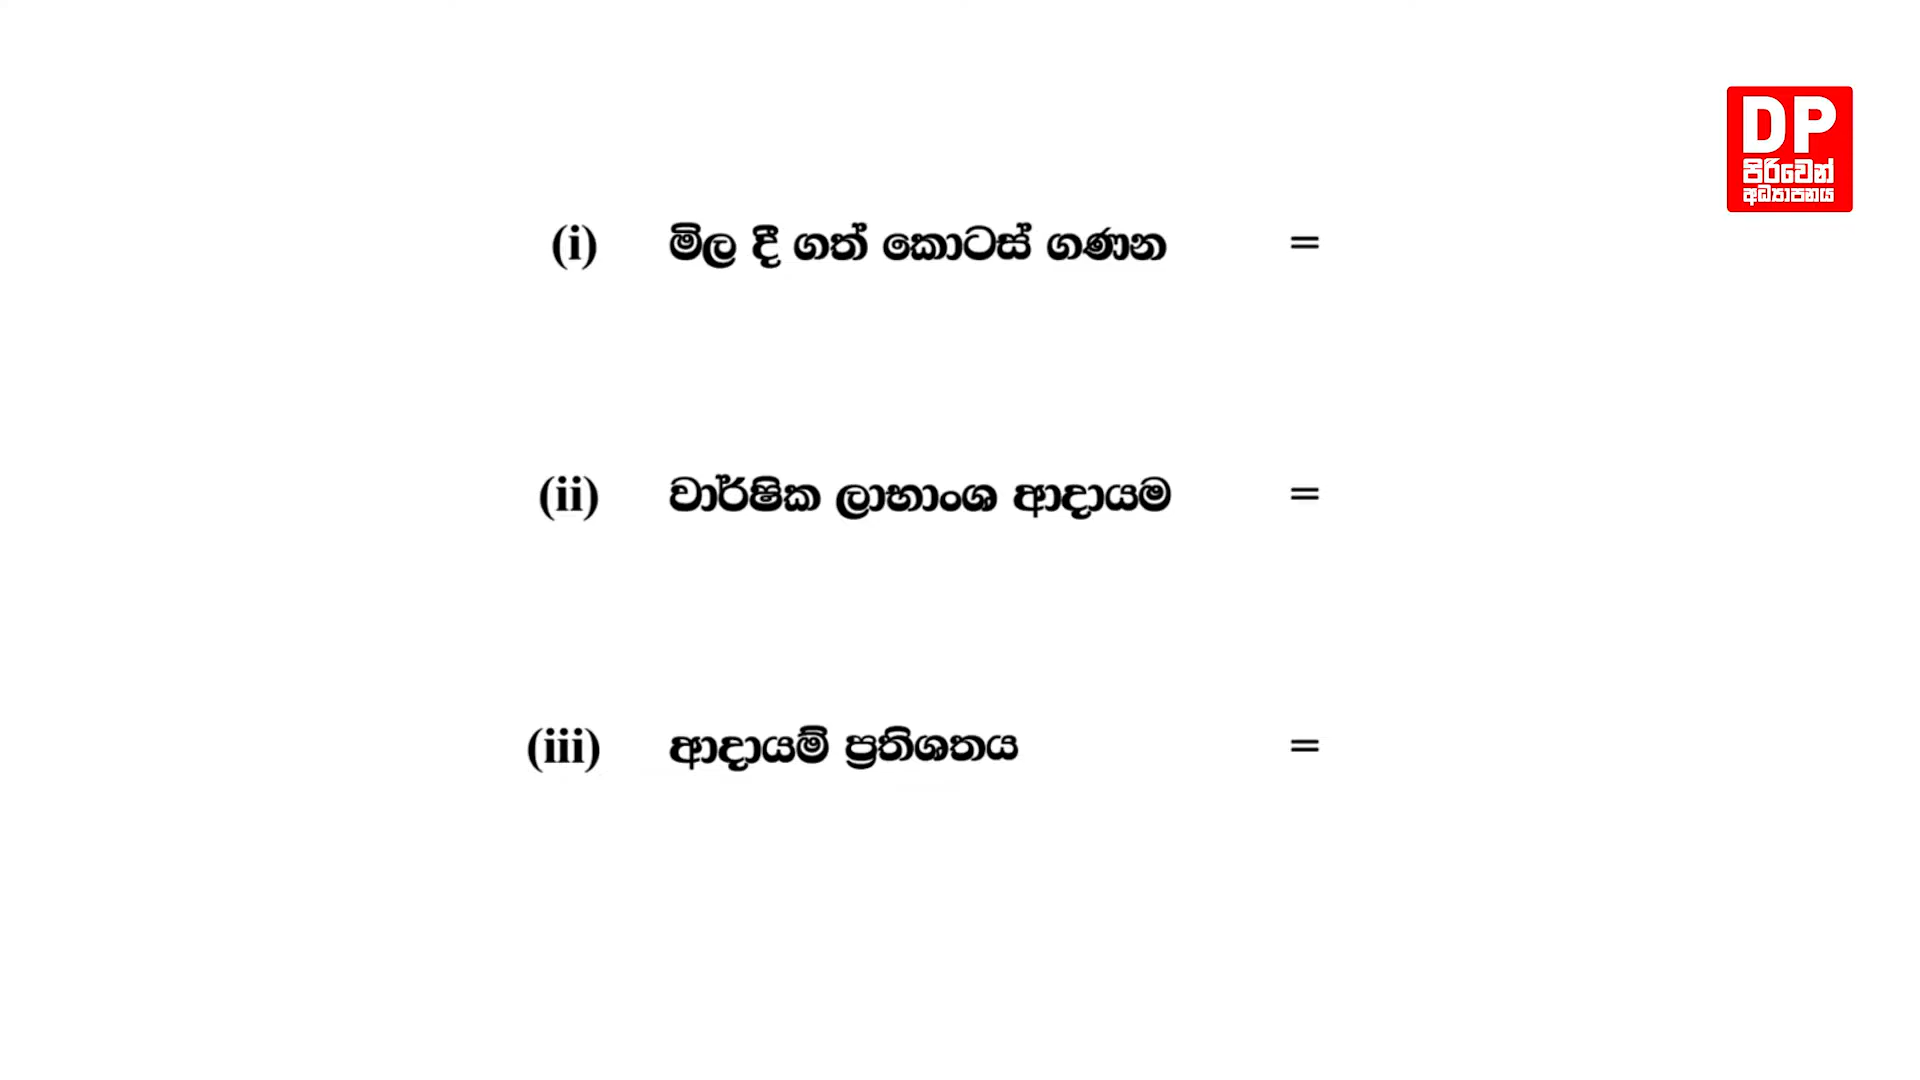 DP
පිරිවෙන්
අධ්‍යාපනය
(i) මිල දී ගත් කොටස් ගණන =
(ii) වාර්ෂික ලාභාංශ ආදායම =
(iii) ආදායම් ප්‍රතිශතය =